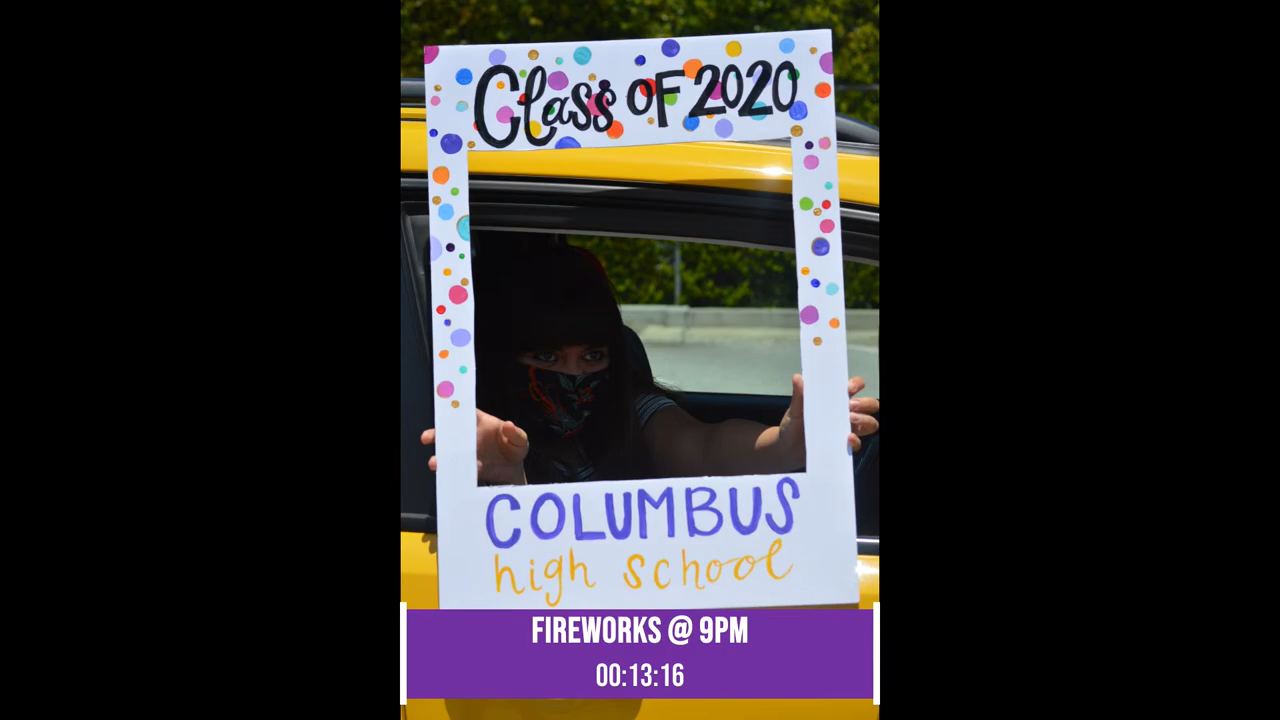 Class of 2020
COLUMBUS
high school
FIREWORKS @ 9PM
00:13:16